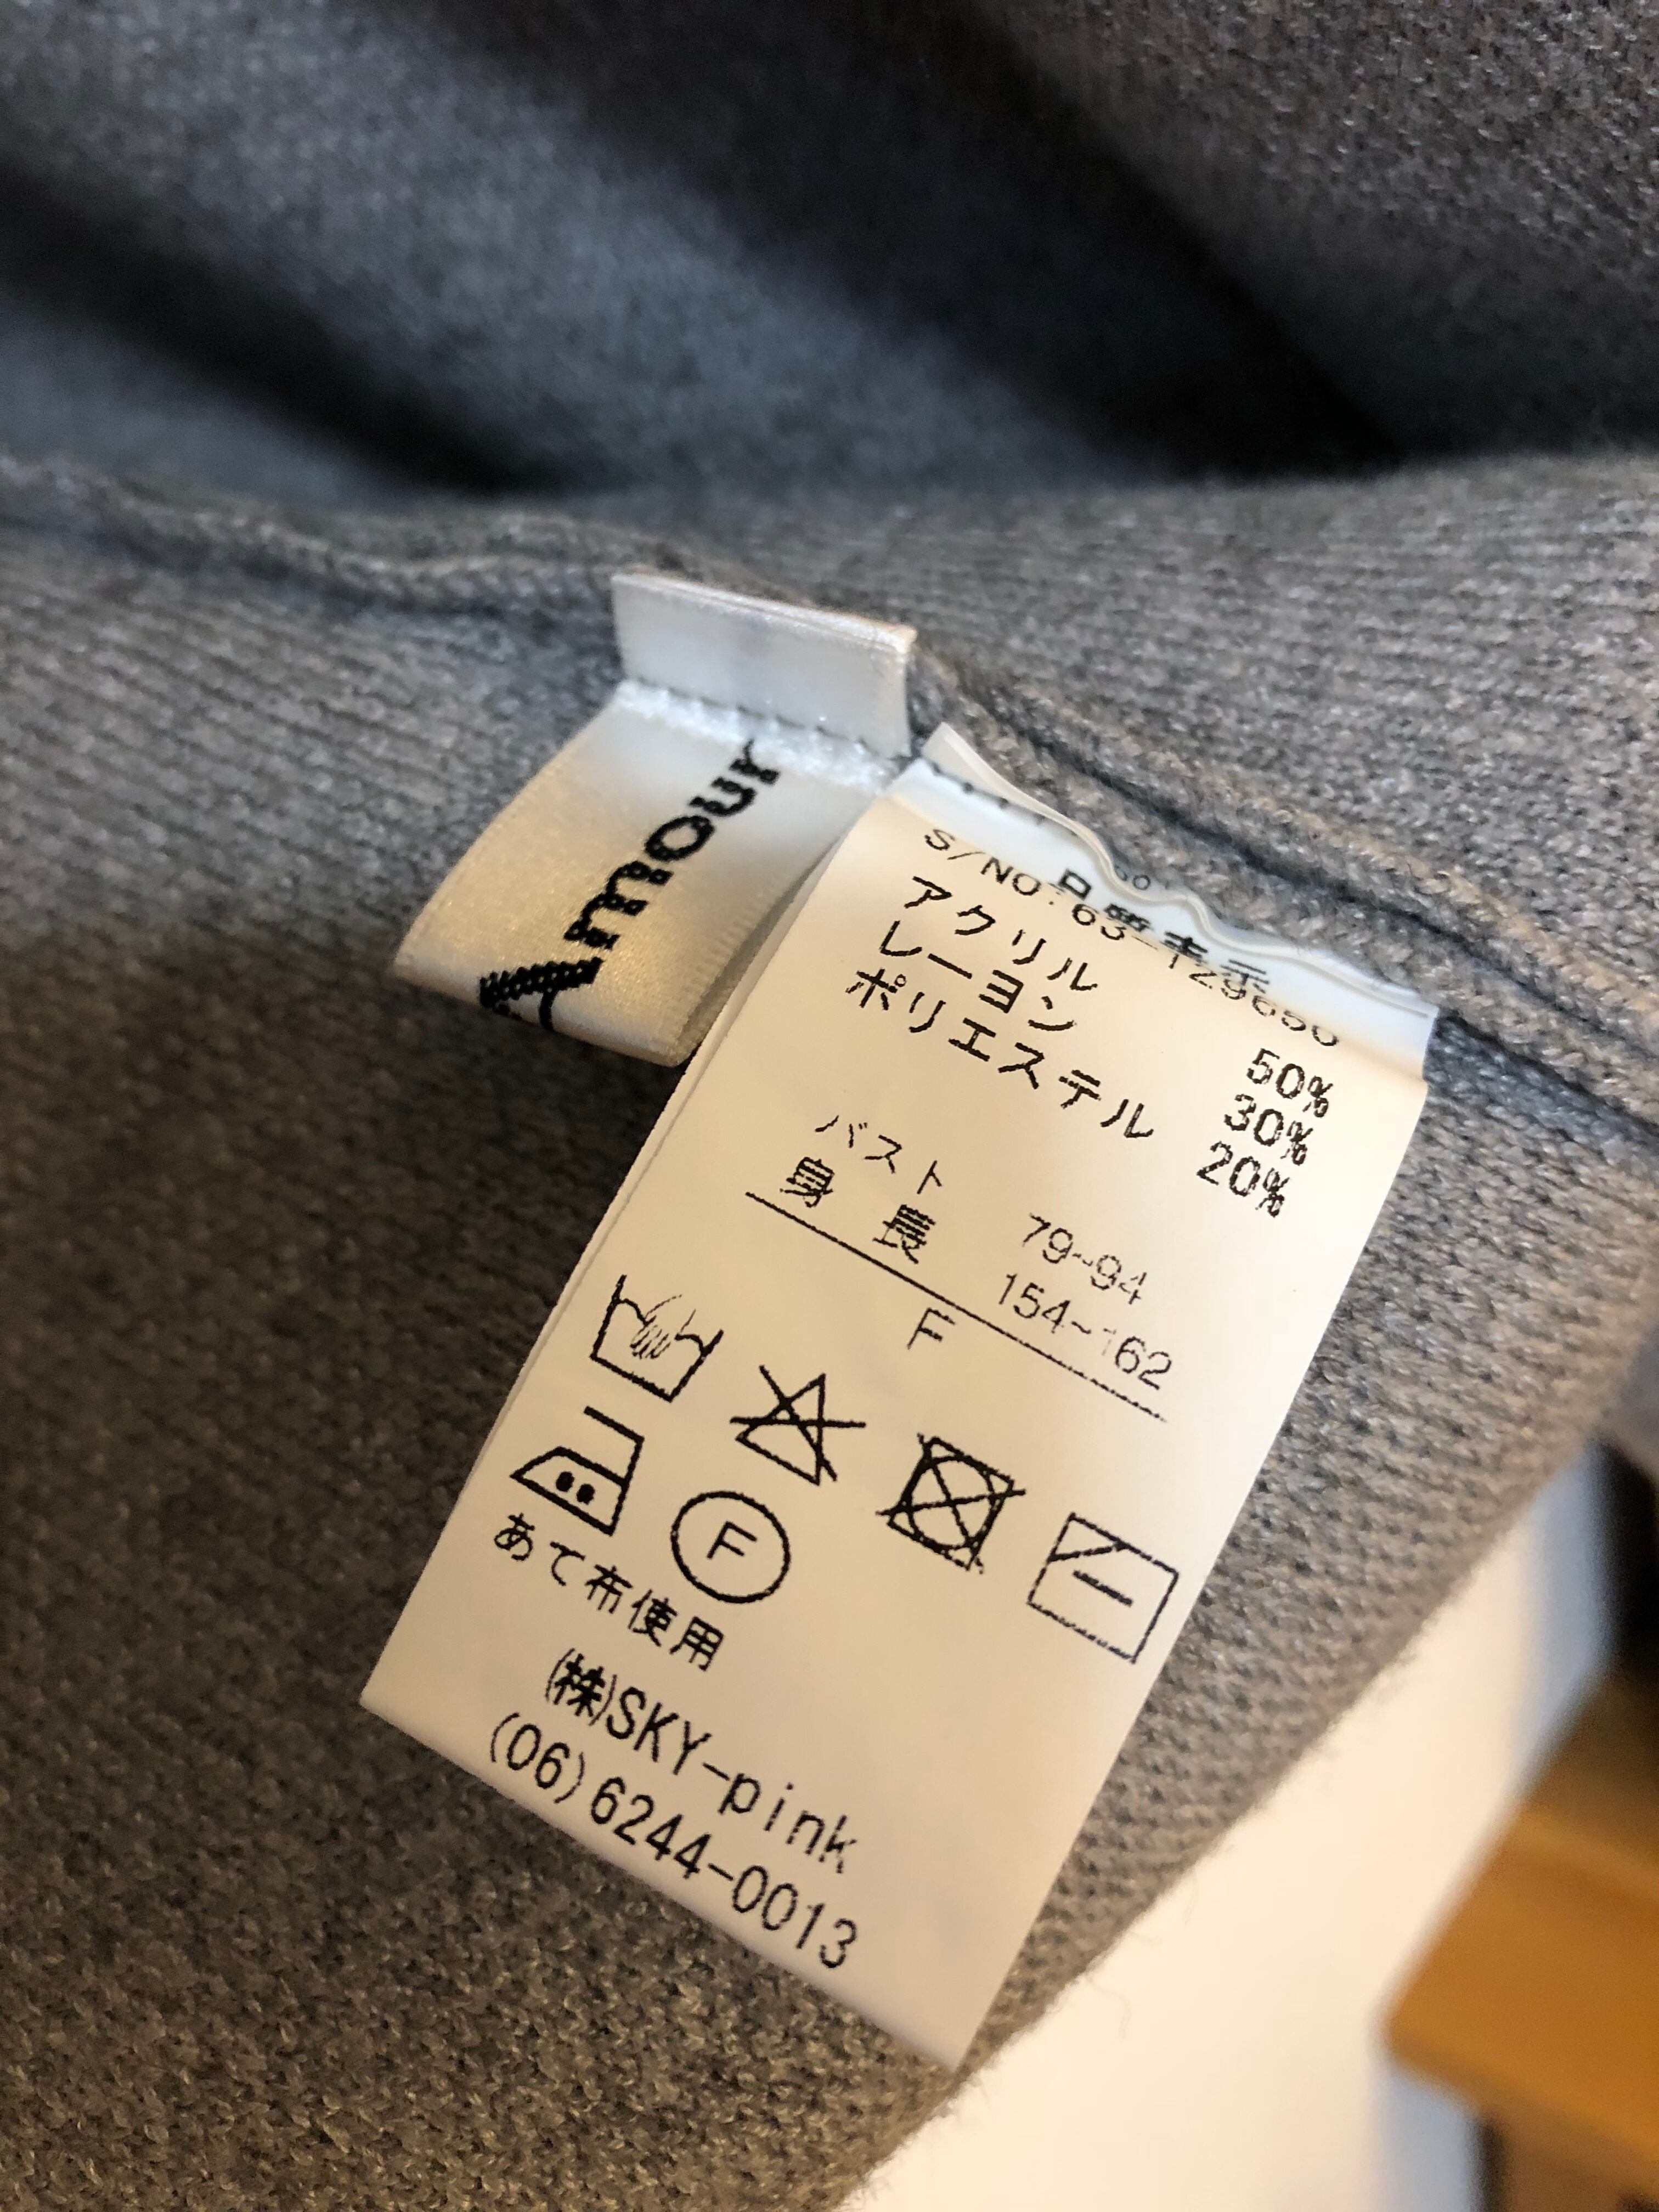 Amour
品質表示
S/NO:63-
アクリル 50%
レーヨン 30%
ポリエステル 20%
バスト 79~94
身長 154~162
F
F
あて布使用
(株)SKY-pink
(06)6244-0013